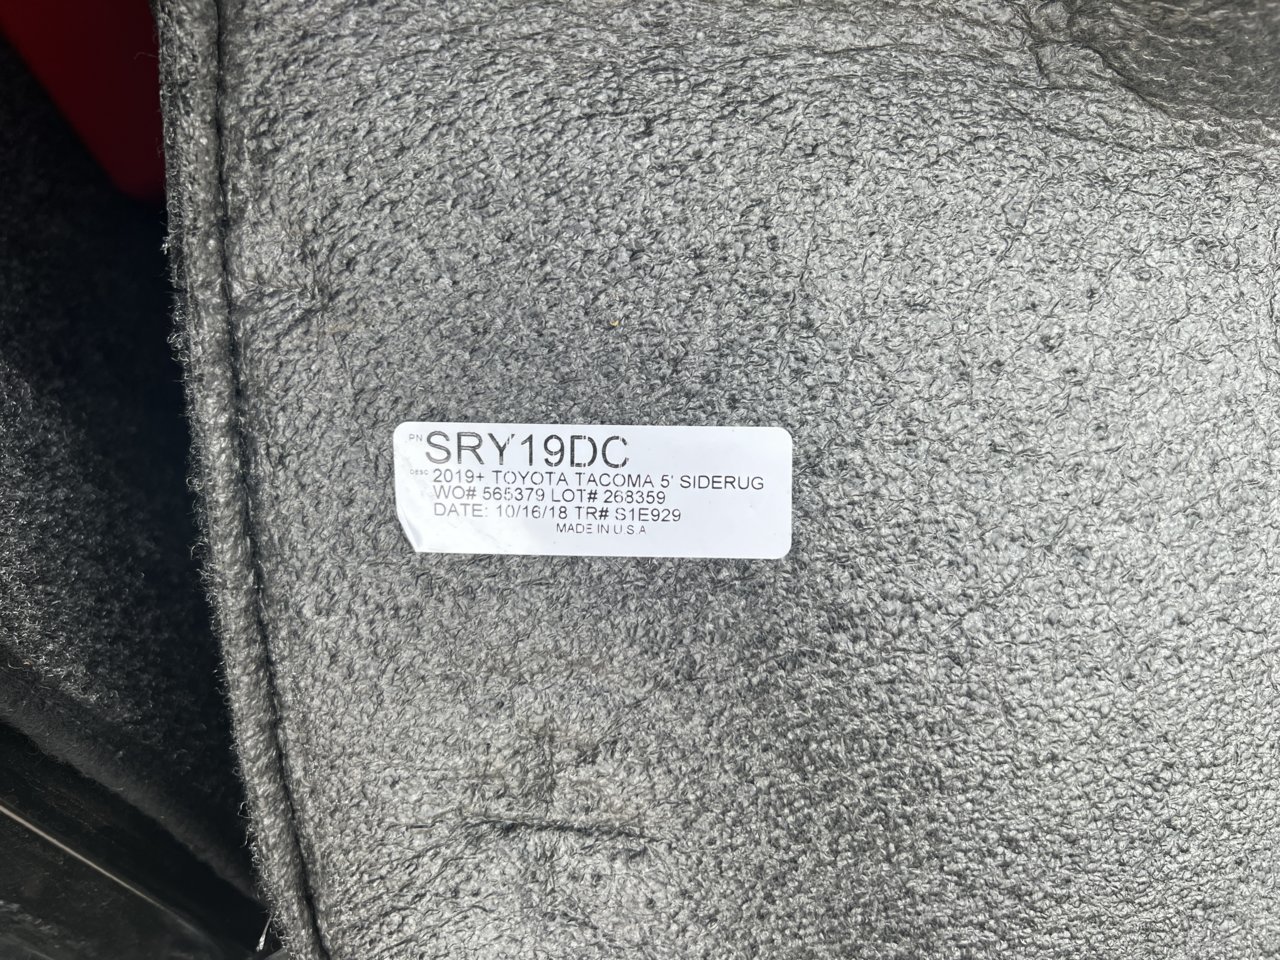 PN SRY19DC
DESC 2019+ TOYOTA TACOMA 5' SIDERUG
WO# 565379 LOT# 268359
DATE: 10/16/18 TR# S1E929
MADE IN U.S.A